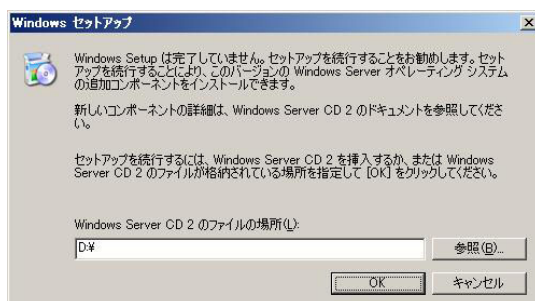 Windows セットアップ
Windows Setup は完了していません。セットアップを続行することをお勧めします。セット
アップを続行することにより、このバージョンの Windows Server オペレーティング システム
の追加コンポーネントをインストールできます。
新しいコンポーネントの詳細は、Windows Server CD 2 のドキュメントを参照してくださ
い。
セットアップを続行するには、Windows Server CD 2 を挿入するか、または Windows
Server CD 2 のファイルが格納されている場所を指定して [OK] をクリックしてください。
Windows Server CD 2 のファイルの場所(L):
D:¥
参照(B)...
OK
キャンセル